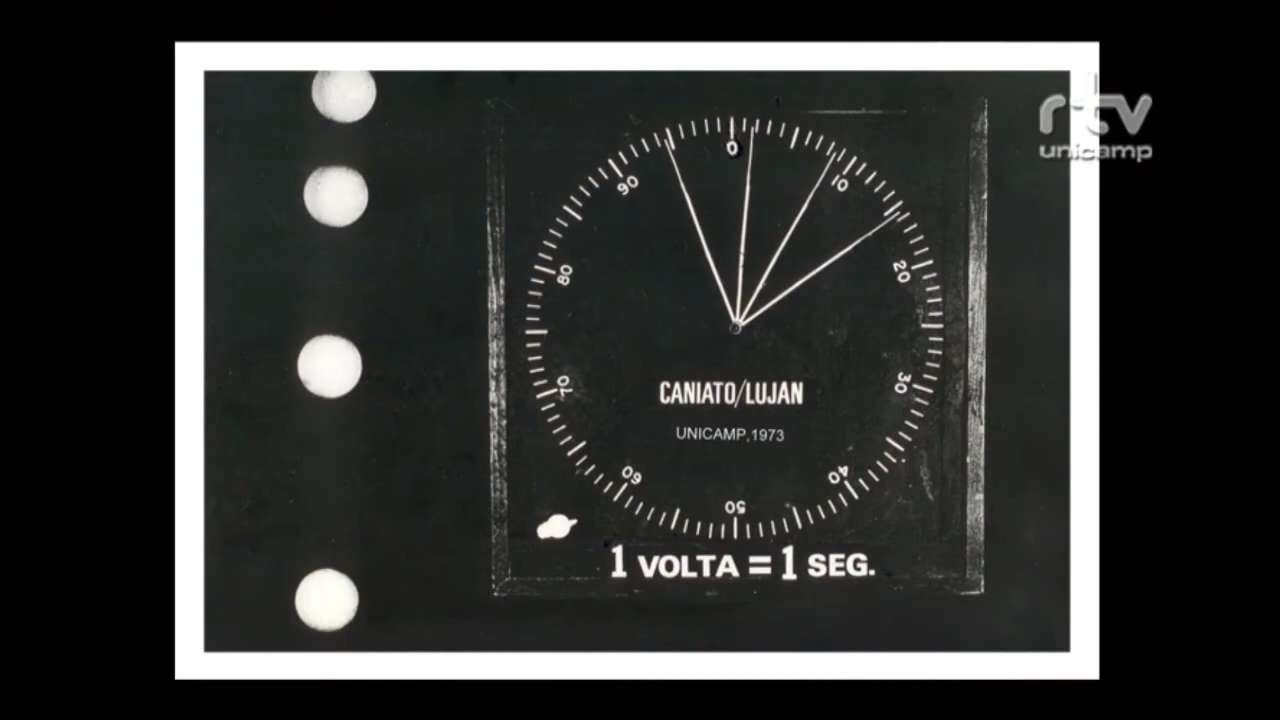 rtv
unicamp
0
10
20
30
40
50
60
70
80
90
CANIATO/LUJAN
UNICAMP,1973
1 VOLTA = 1 SEG.